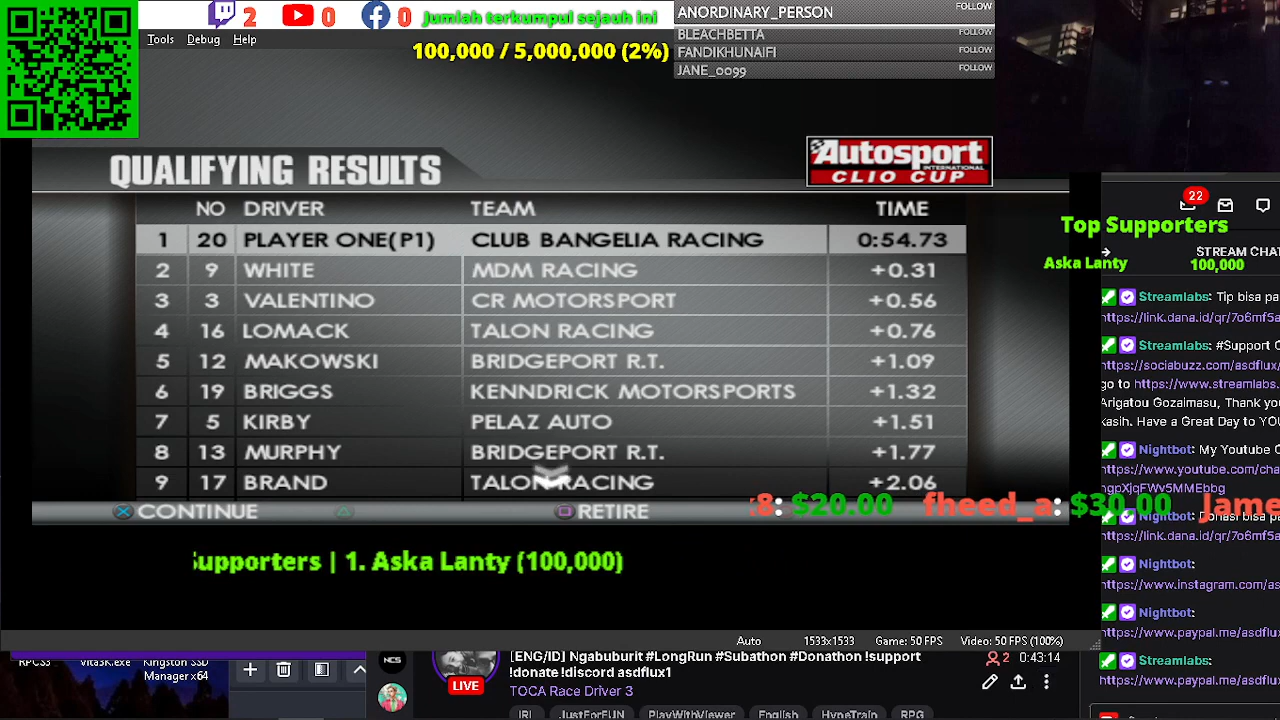 2 0 0
Jumlah terkumpul sejauh ini
100,000 / 5,000,000 (2%)
ANORDINARY_PERSON FOLLOW
BLEACHBETTA FOLLOW
FANDIKHUNAIFI FOLLOW
JANE_0099 FOLLOW
Tools Debug Help
QUALIFYING RESULTS
Autosport
INTERNATIONAL
CLIO CUP
NO DRIVER TEAM TIME
1 20 PLAYER ONE(P1) CLUB BANGELIA RACING 0:54.73
2 9 WHITE MDM RACING +0.31
3 3 VALENTINO CR MOTORSPORT +0.56
4 16 LOMACK TALON RACING +0.76
5 12 MAKOWSKI BRIDGEPORT R.T. +1.09
6 19 BRIGGS KENNDRICK MOTORSPORTS +1.32
7 5 KIRBY PELAZ AUTO +1.51
8 13 MURPHY BRIDGEPORT R.T. +1.77
9 17 BRAND TALON RACING +2.06
CONTINUE RETIRE
8: $20.00 fheed_a: $30.00 Jame
Supporters | 1. Aska Lanty (100,000)
Auto 1533x1533 Game: 50 FPS Video: 50 FPS (100%)
22
Top Supporters
STREAM CHA
Aska Lanty 100,000
Streamlabs: Tip bisa pa
https://link.dana.id/qr/7o6mf5a
Streamlabs: #Support
https://sociabuzz.com/asdflux/
go to https://www.streamlabs.
Arigatou Gozaimasu, Thank you
kasih. Have a Great Day to YOU
Nightbot: My Youtube C
https://www.youtube.com/
ngpXjqFWv5MMEbbg
Nightbot: Donasi bisa pa
https://link.dana.id/qr/7o6mf5a
Nightbot:
https://www.instagram.com/as
Nightbot:
https://www.paypal.me/asdflu
Streamlabs:
https://www.paypal.me/asdflu
RPCS3 Vita3K.exe Kingston SSD
Manager x64
NCS
LIVE
[ENG/ID] Ngabuburit #LongRun #Subathon #Donathon !support
!donate !discord asdflux1
TOCA Race Driver 3
2 0:43:14
IRL JustForFUN PlayWithViewer English HypeTrain RPG